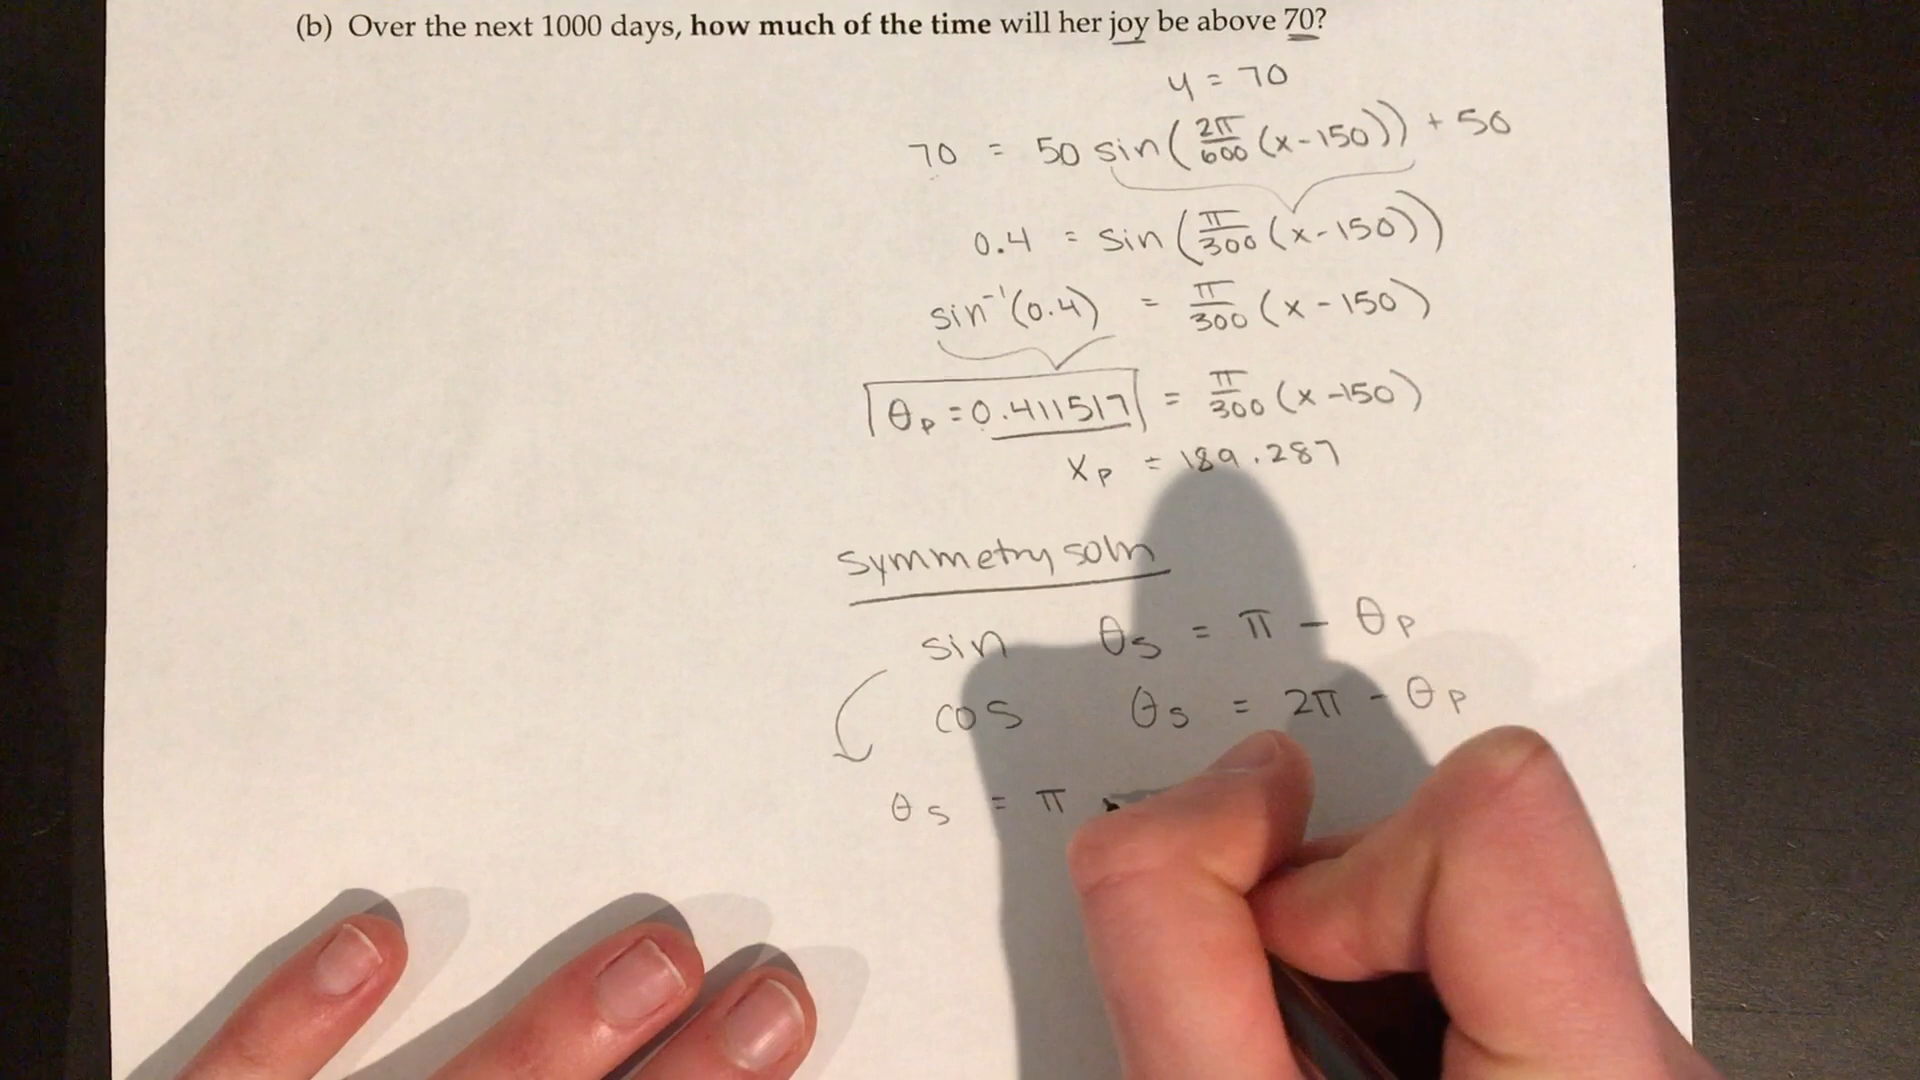 (b) Over the next 1000 days, how much of the time will her joy be above 70?
y = 70
70 = 50 sin(2π/600 (x-150)) + 50
0.4 = sin(π/300 (x-150))
sin⁻¹(0.4) = π/300 (x-150)
θp = 0.411517 = π/300 (x-150)
xp = 189.287
Symmetry soln
sin θs = π - θp
cos θs = 2π - θp
θs = π